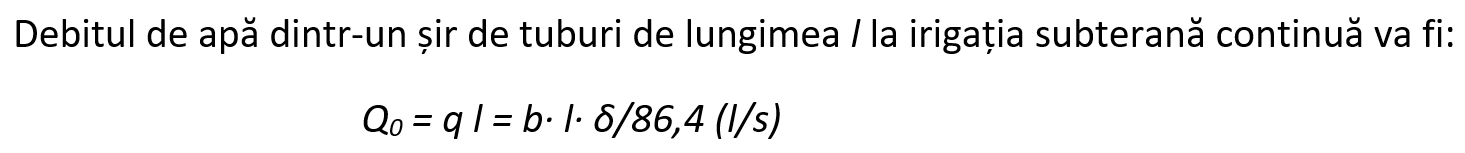 Debitul de apă dintr-un șir de tuburi de lungimea l la irigația subterană continuă va fi:
Q₀ = q l = b· l· δ/86,4 (l/s)